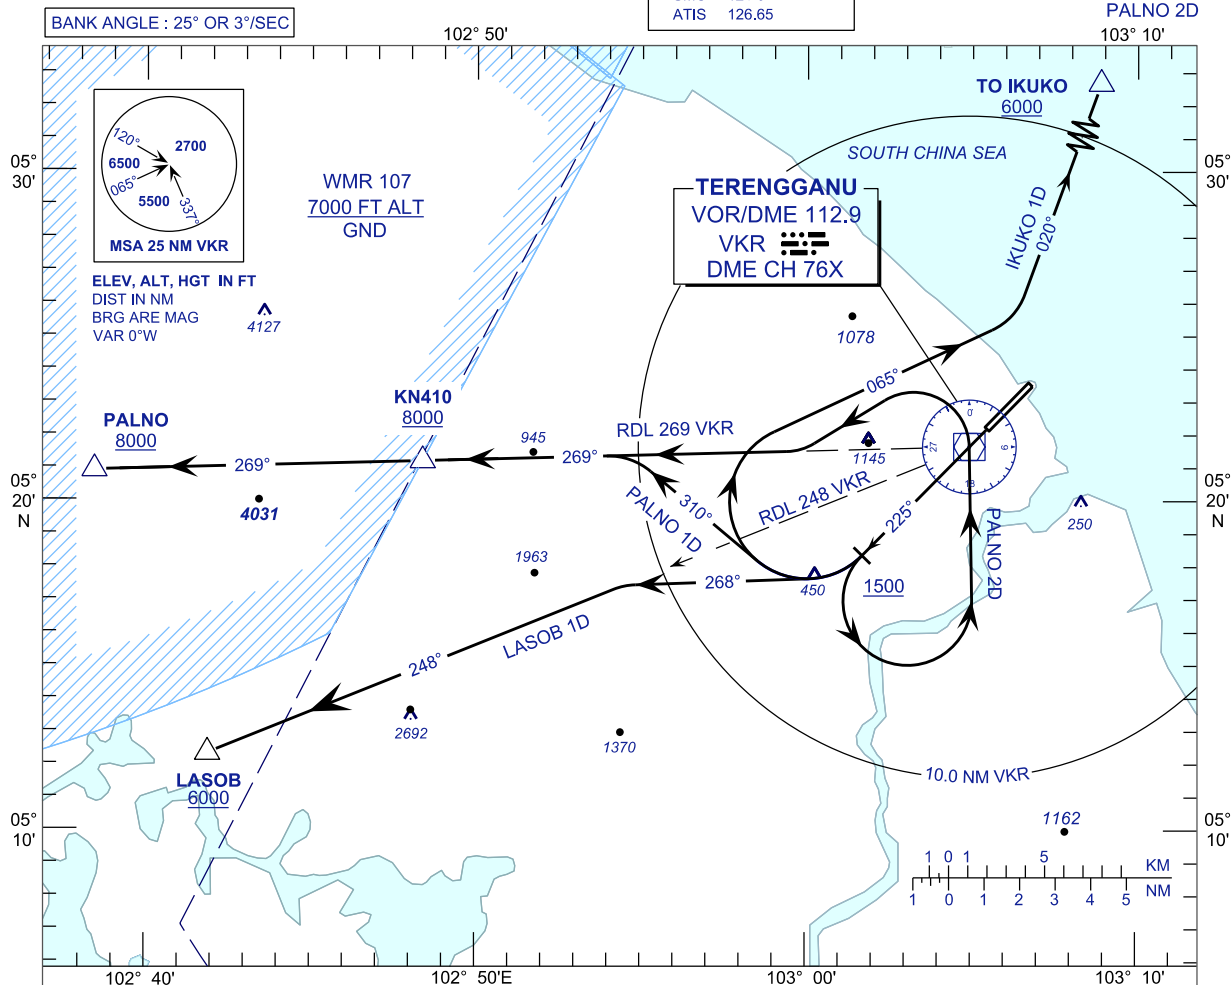 BANK ANGLE : 25° OR 3°/SEC
ATIS 126.65
PALNO 2D
102° 50'
103° 10'
TO IKUKO
6000
120°
2700
6500
065°
5500
337°
MSA 25 NM VKR
05°
30'
WMR 107
7000 FT ALT
GND
SOUTH CHINA SEA
05°
30'
TERENGGANU
VOR/DME 112.9
VKR
DME CH 76X
IKUKO 1D
020°
ELEV, ALT, HGT IN FT
DIST IN NM
BRG ARE MAG
VAR 0°W
4127
1078
065°
KN410
8000
PALNO
8000
945
RDL 269 VKR
269°
269°
1145
0
27
9
18
RDL 248 VKR
05°
20'
N
4031
310°
PALNO 1D
225°
PALNO 2D
250
05°
20'
N
1963
268°
450
1500
LASOB 1D
248°
2692
1370
LASOB
6000
10.0 NM VKR
05°
10'
1162
05°
10'
1 0 1 5 KM
1 0 1 2 3 4 5 NM
102° 40'
102° 50'E
103° 00'
103° 10'